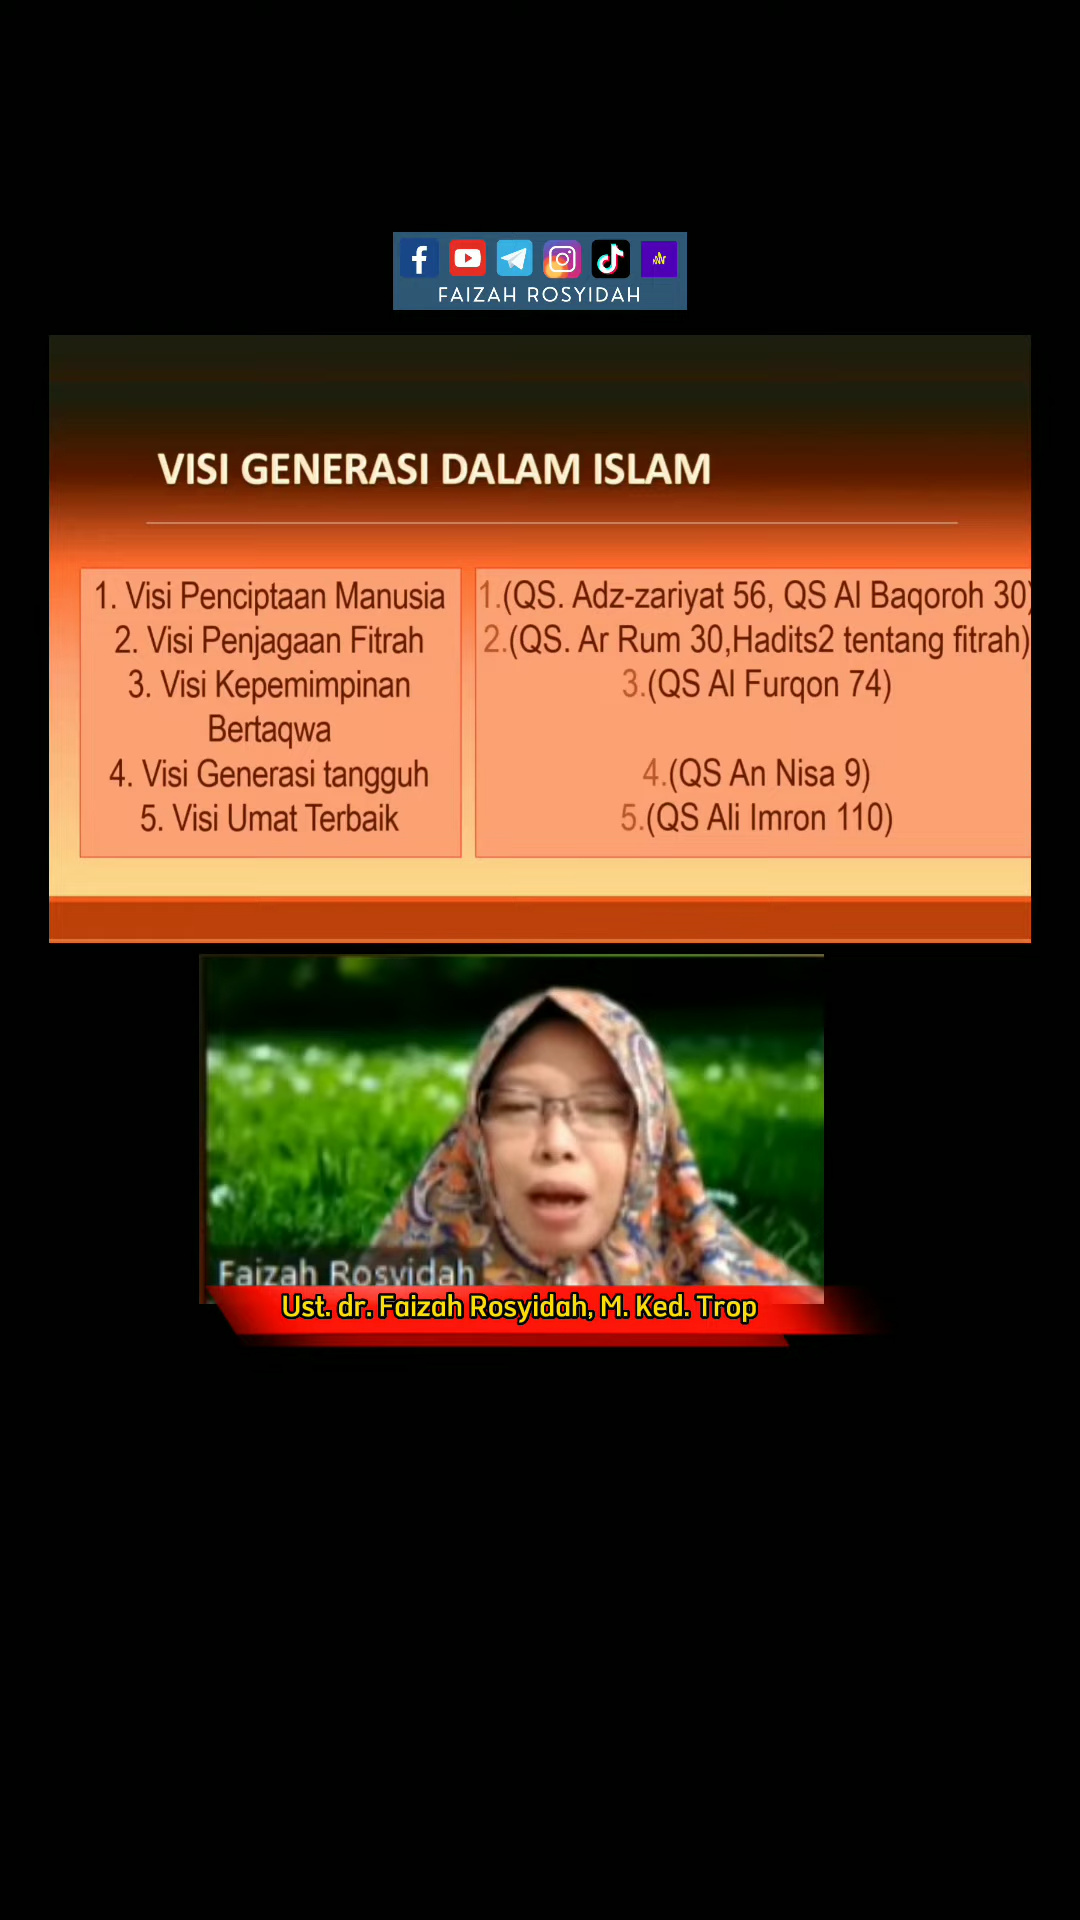 FAIZAH ROSYIDAH
VISI GENERASI DALAM ISLAM
1. Visi Penciptaan Manusia
2. Visi Penjagaan Fitrah
3. Visi Kepemimpinan
Bertaqwa
4. Visi Generasi tangguh
5. Visi Umat Terbaik
1.(QS. Adz-zariyat 56, QS Al Baqoroh 30)
2.(QS. Ar Rum 30,Hadits2 tentang fitrah)
3.(QS Al Furqon 74)
4.(QS An Nisa 9)
5.(QS Ali Imron 110)
Faizah Rosyidah
Ust. dr. Faizah Rosyidah, M. Ked. Trop